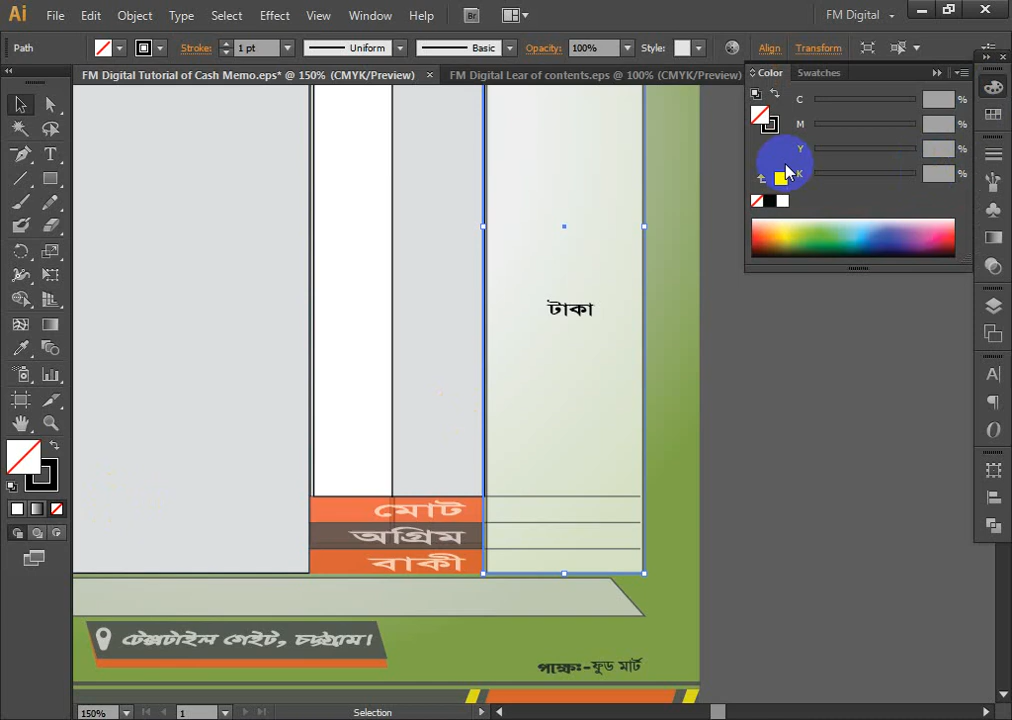 Ai File Edit Object Type Select Effect View Window Help Br FM Digital
Path Stroke: 1 pt Uniform Basic Opacity: 100% Style: Align Transform
FM Digital Tutorial of Cash Memo.eps* @ 150% (CMYK/Preview) × FM Digital Lear of contents.eps @ 100% (CMYK/Preview)
Color Swatches
C %
M %
Y %
K %
টাকা
মোট
অগ্রিম
বাকী
টেক্সটাইল গেইট, চট্টগ্রাম।
পক্ষেঃ-ফুড মার্ট
150% 1 Selection